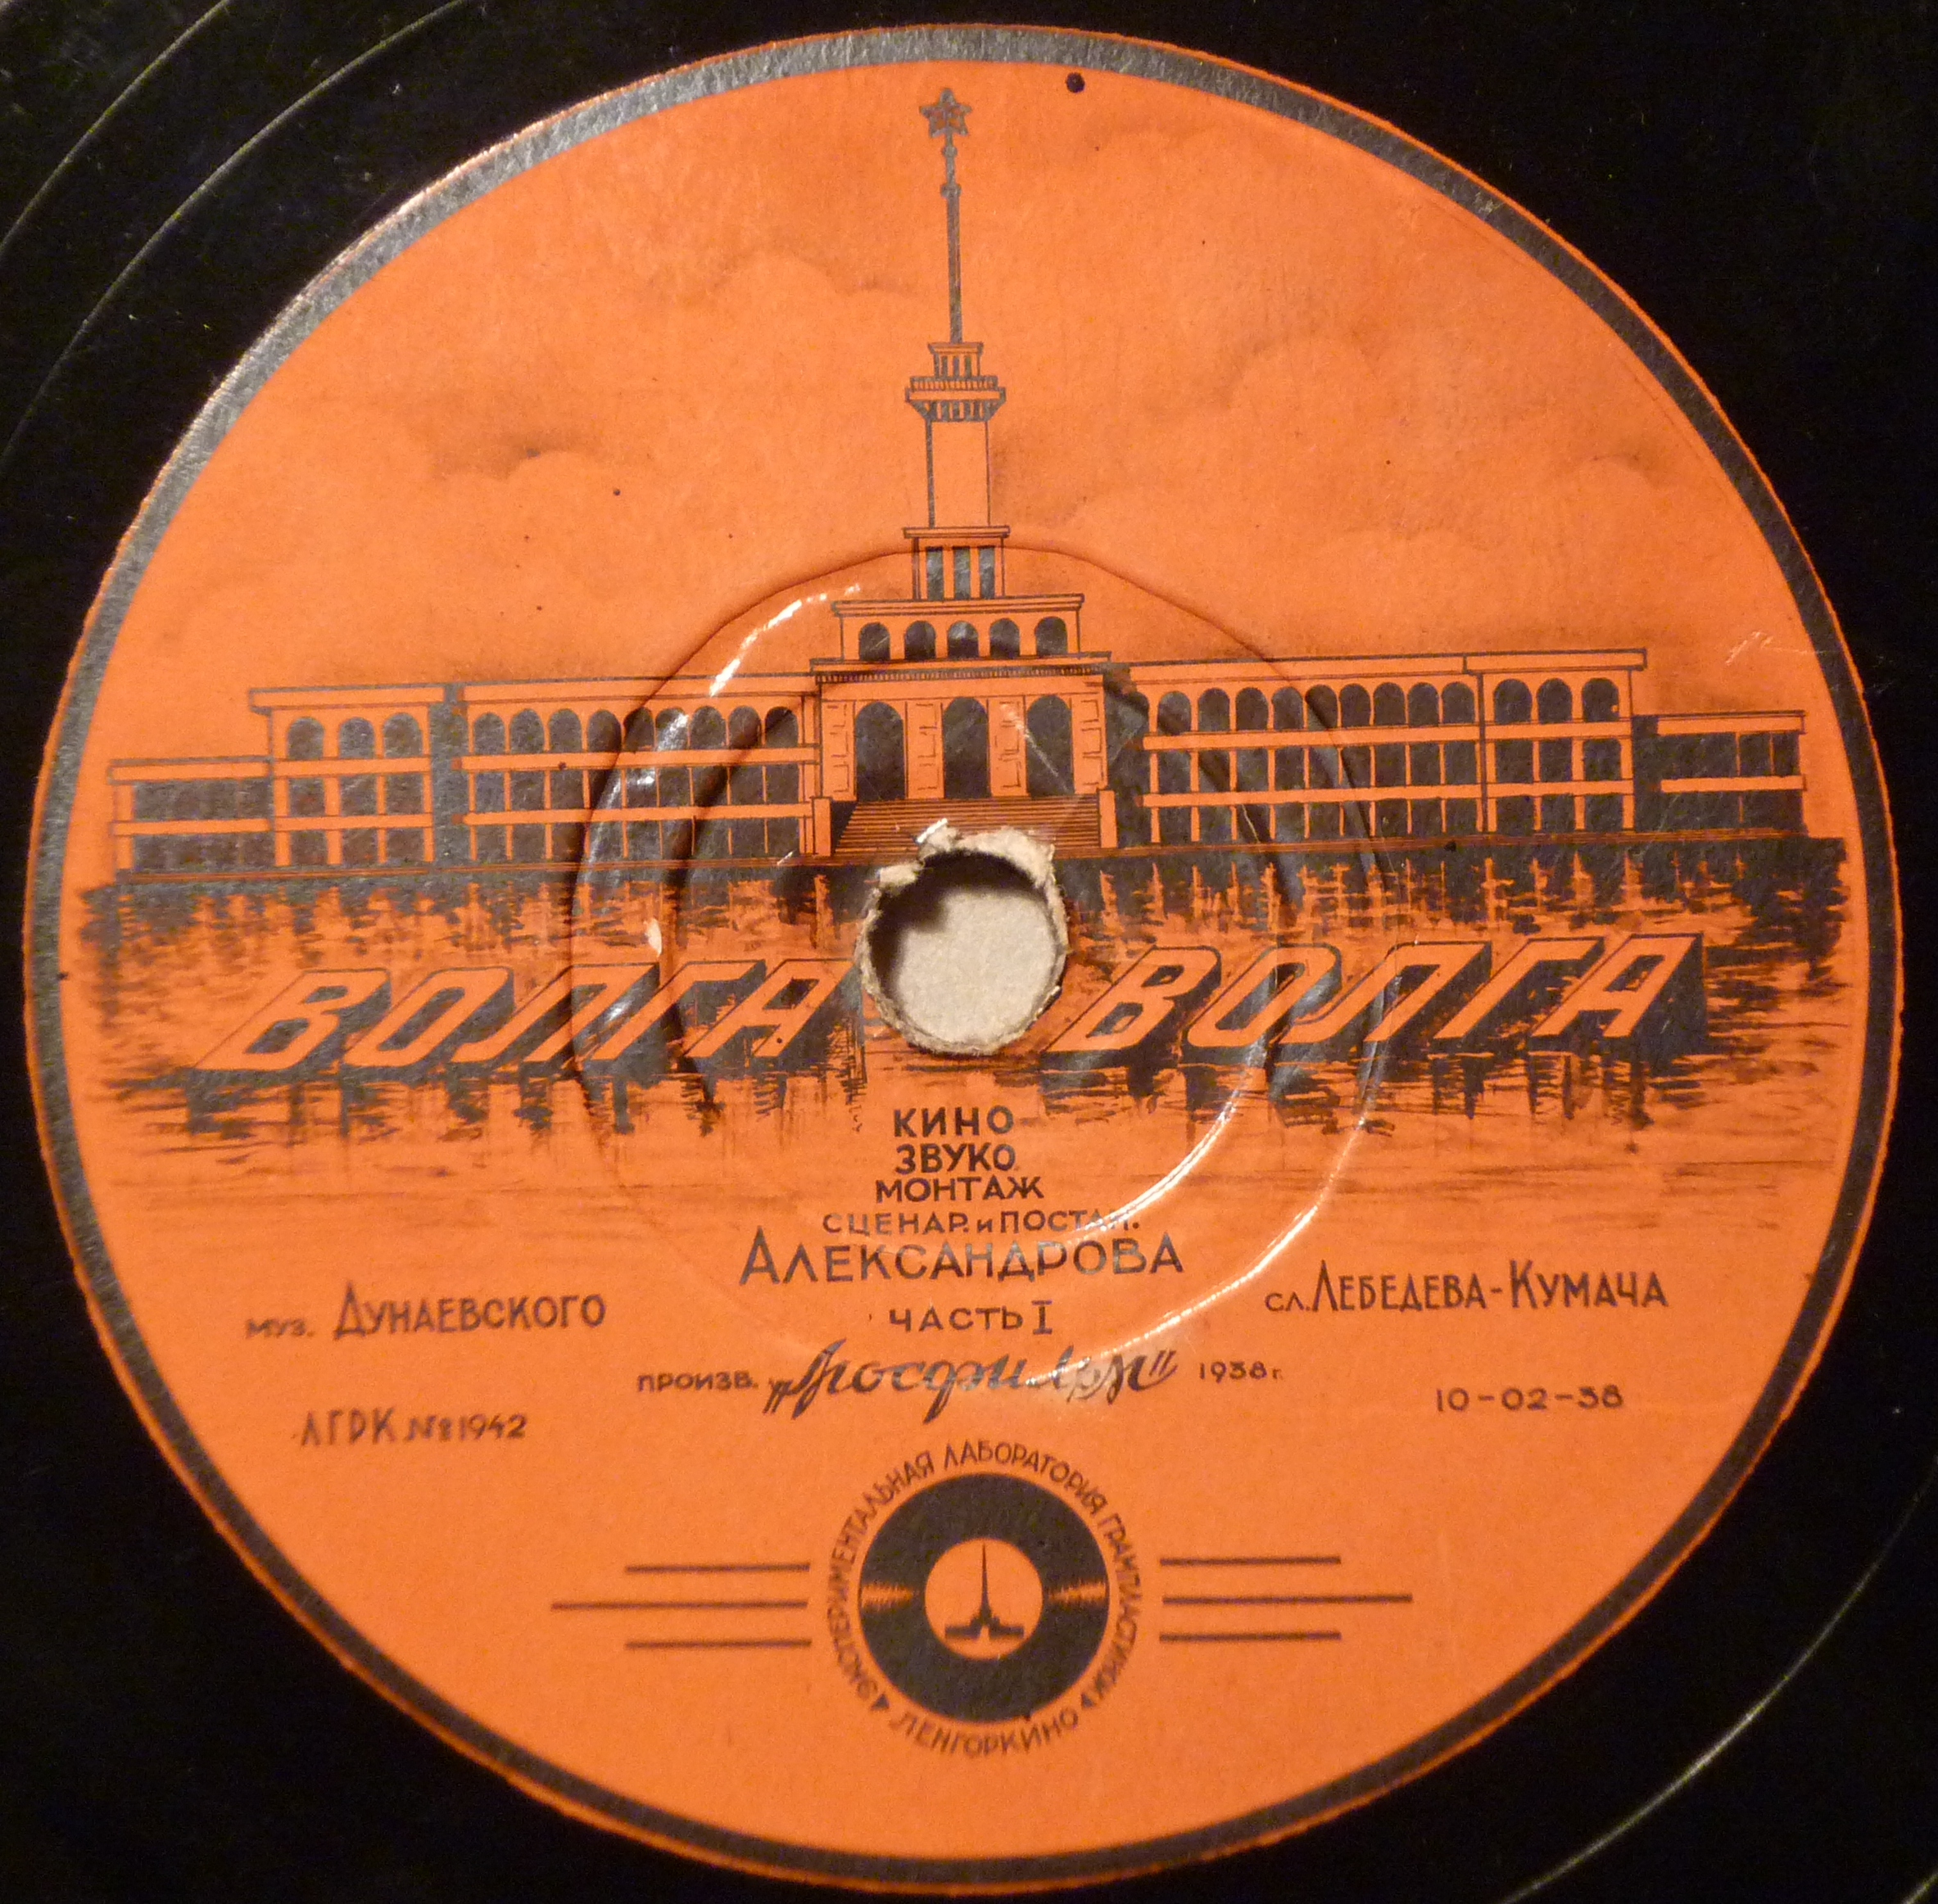 ВОЛГА ВОЛГА
КИНО
ЗВУКО
МОНТАЖ
СЦЕНАР. и ПОСТАН.
АЛЕКСАНДРОВА
муз. ДУНАЕВСКОГО
сл. ЛЕБЕДЕВА-КУМАЧА
ЧАСТЬ I
произв. „Мосфильм" 1938 г.
10-02-38
ЛГРК №1942
ЭКСПЕРИМЕНТАЛЬНАЯ ЛАБОРАТОРИЯ ГРАМПЛАСТИНКИ
ЛЕНГОРКИНО